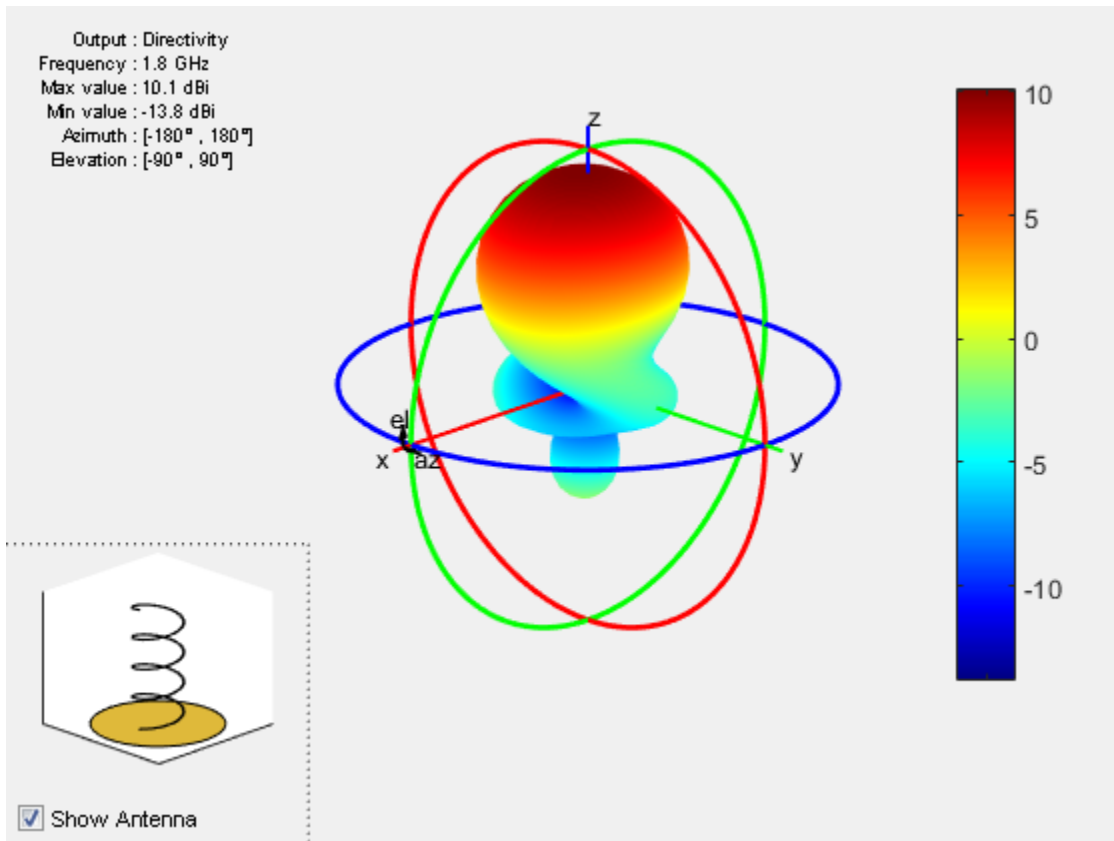 Output : Directivity
Frequency : 1.8 GHz
Max value : 10.1 dBi
Min value : -13.8 dBi
Azimuth : [-180° , 180°]
Elevation : [-90° , 90°]
z
el
x
az
y
10
5
0
-5
-10
Show Antenna